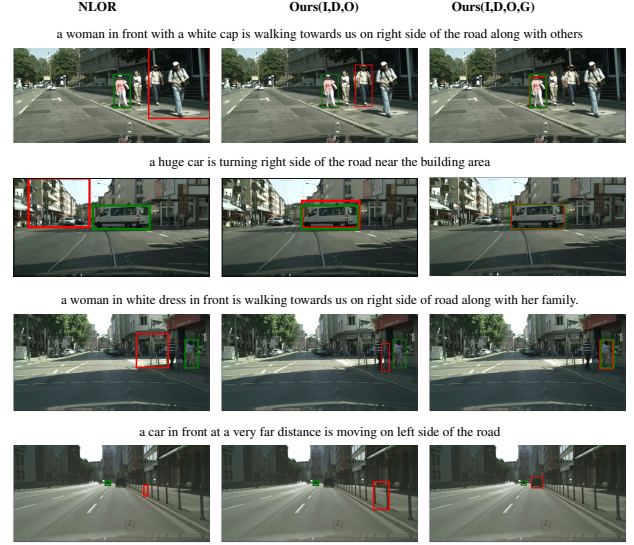 NLOR Ours(I,D,O) Ours(I,D,O,G)
a woman in front with a white cap is walking towards us on right side of the road along with others
a huge car is turning right side of the road near the building area
a woman in white dress in front is walking towards us on right side of road along with her family.
a car in front at a very far distance is moving on left side of the road